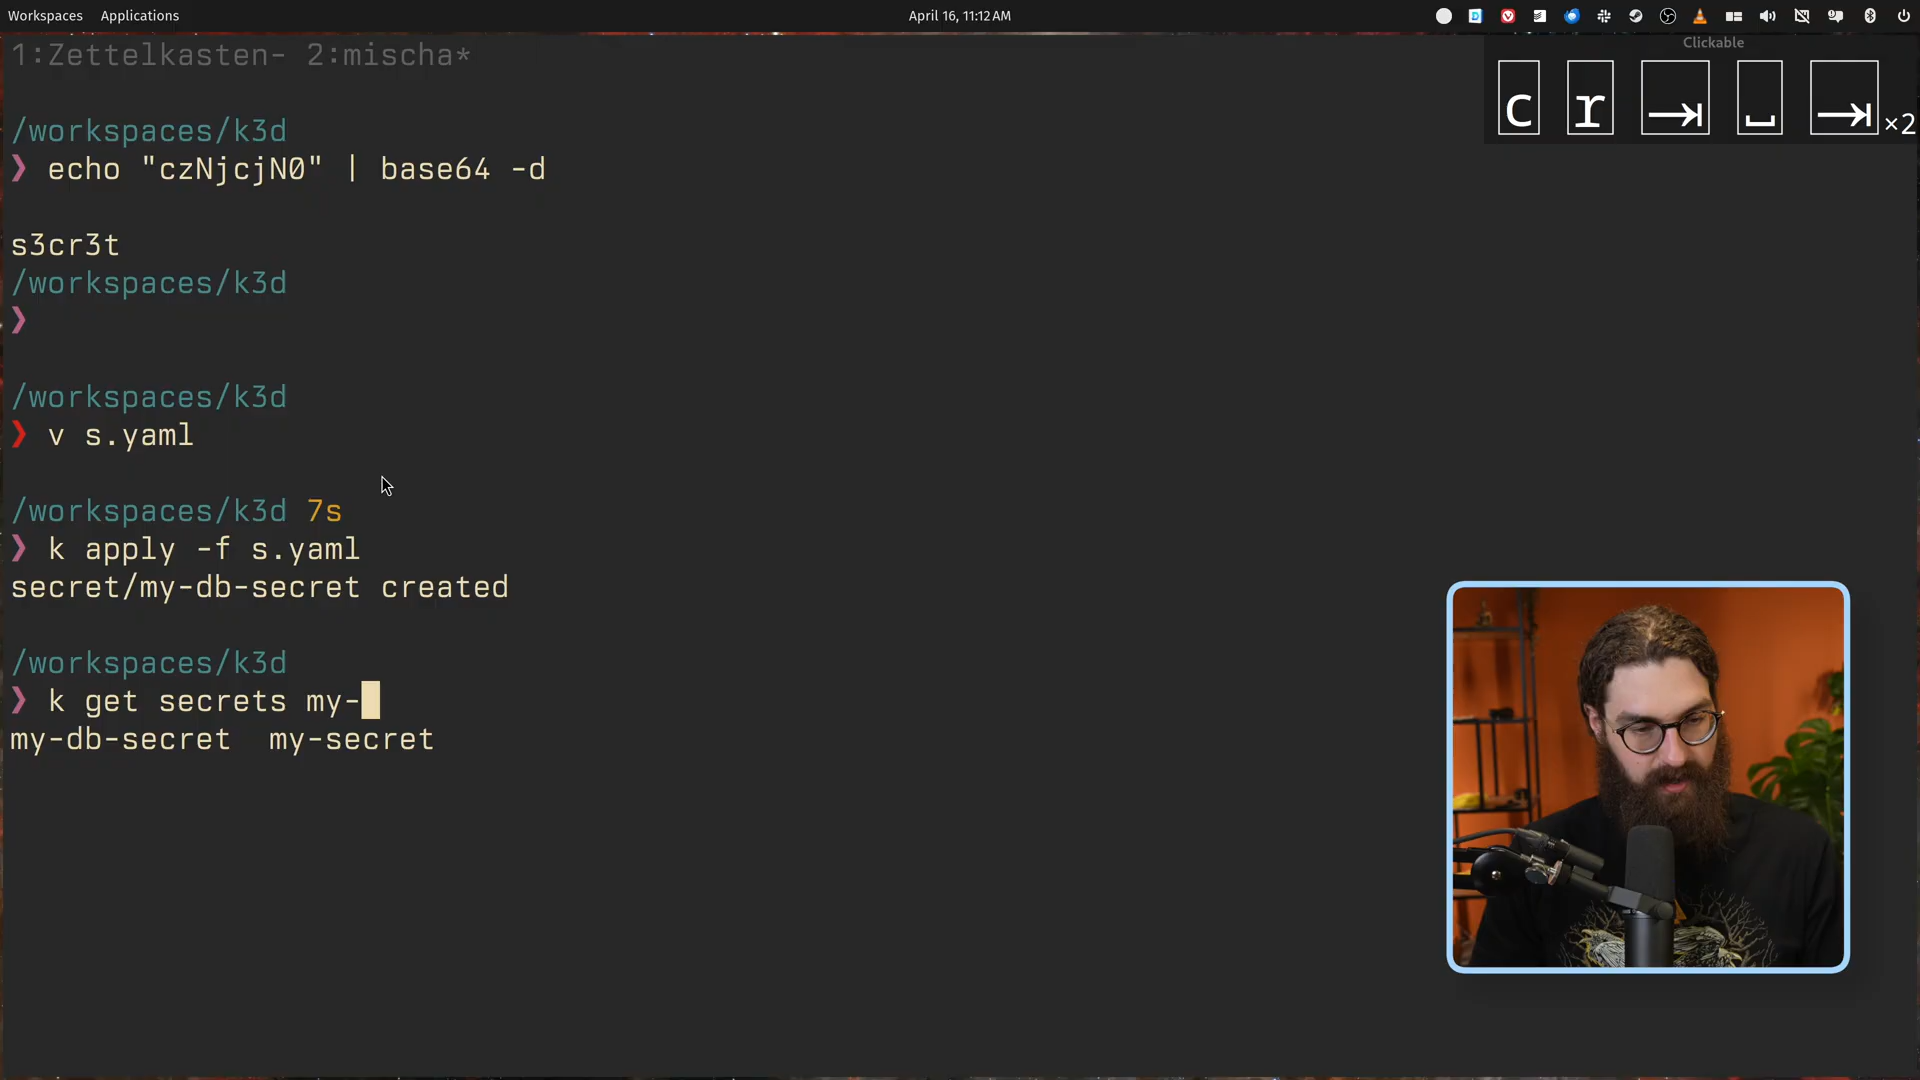 Workspaces Applications April 16, 11:12 AM
Clickable
c r ×2
1:Zettelkasten- 2:mischa*
/workspaces/k3d
❯ echo "czNjcjN0" | base64 -d
s3cr3t
/workspaces/k3d
❯
/workspaces/k3d
❯ v s.yaml
/workspaces/k3d 7s
❯ k apply -f s.yaml
secret/my-db-secret created
/workspaces/k3d
❯ k get secrets my-
my-db-secret my-secret